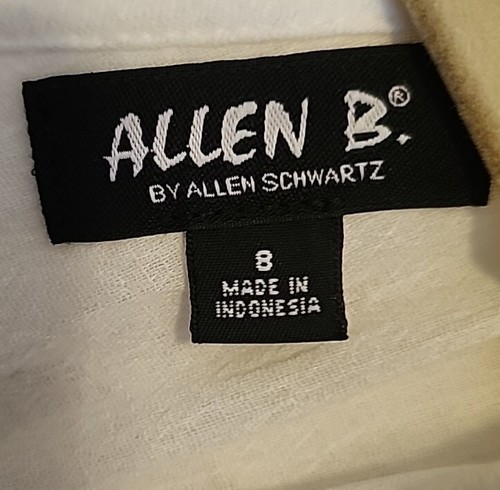 ALLEN B.®
BY ALLEN SCHWARTZ
8
MADE IN
INDONESIA